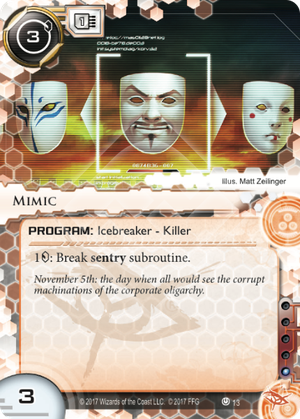 3
1
illus. Matt Zeilinger
MIMIC
PROGRAM: Icebreaker - Killer
1: Break sentry subroutine.
November 5th: the day when all would see the corrupt
machinations of the corporate oligarchy.
3
© 2017 Wizards of the Coast LLC. © 2017 FFG
13